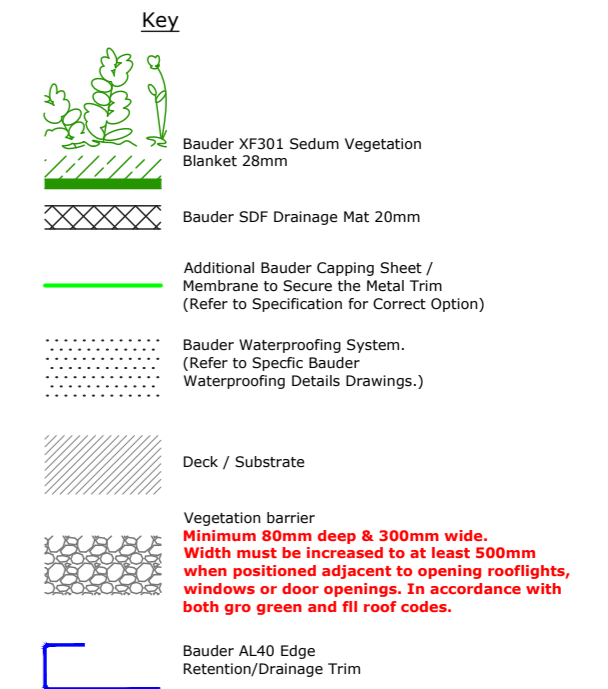 Key
Bauder XF301 Sedum Vegetation
Blanket 28mm
Bauder SDF Drainage Mat 20mm
Additional Bauder Capping Sheet /
Membrane to Secure the Metal Trim
(Refer to Specification for Correct Option)
Bauder Waterproofing System.
(Refer to Specfic Bauder
Waterproofing Details Drawings.)
Deck / Substrate
Vegetation barrier
Minimum 80mm deep & 300mm wide.
Width must be increased to at least 500mm
when positioned adjacent to opening rooflights,
windows or door openings. In accordance with
both gro green and fll roof codes.
Bauder AL40 Edge
Retention/Drainage Trim